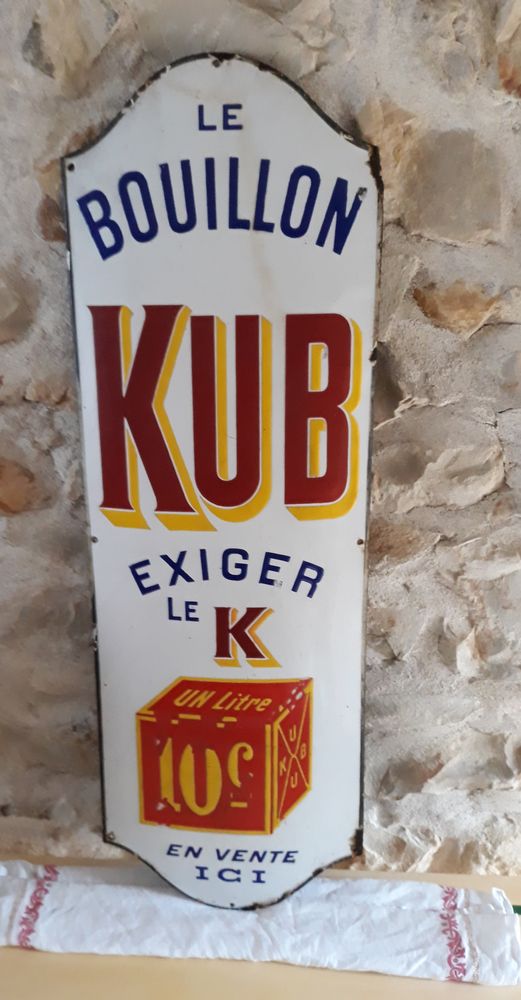 LE
BOUILLON
KUB
EXIGER
LE K
UN Litre
10c
KUB
U
EN VENTE
ICI